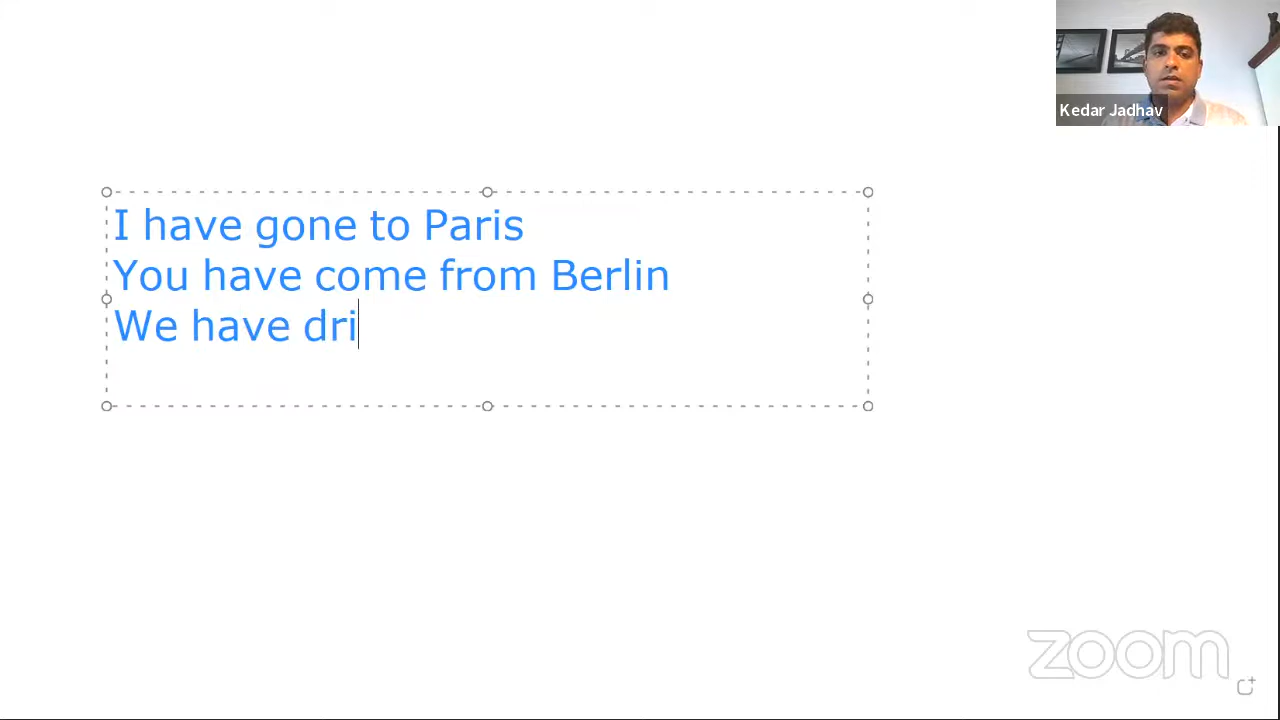 Kedar Jadhav
I have gone to Paris
You have come from Berlin
We have dri
zoom